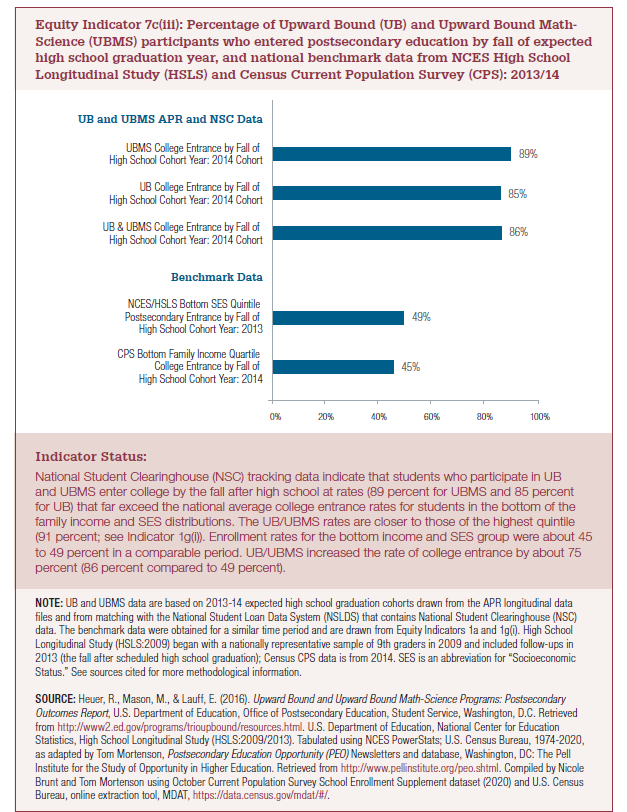 Equity Indicator 7c(iii): Percentage of Upward Bound (UB) and Upward Bound Math-
Science (UBMS) participants who entered postsecondary education by fall of expected
high school graduation year, and national benchmark data from NCES High School
Longitudinal Study (HSLS) and Census Current Population Survey (CPS): 2013/14
UB and UBMS APR and NSC Data
UBMS College Entrance by Fall of
High School Cohort Year: 2014 Cohort
89%
UB College Entrance by Fall of
High School Cohort Year: 2014 Cohort
85%
UB & UBMS College Entrance by Fall of
High School Cohort Year: 2014 Cohort
86%
Benchmark Data
NCES/HSLS Bottom SES Quintile
Postsecondary Entrance by Fall of
High School Cohort Year: 2013
49%
CPS Bottom Family Income Quartile
College Entrance by Fall of
High School Cohort Year: 2014
45%
0% 20% 40% 60% 80% 100%
Indicator Status:
National Student Clearinghouse (NSC) tracking data indicate that students who participate in UB
and UBMS enter college by the fall after high school at rates (89 percent for UBMS and 85 percent
for UB) that far exceed the national average college entrance rates for students in the bottom of the
family income and SES distributions. The UB/UBMS rates are closer to those of the highest quintile
(91 percent; see Indicator 1g(i)). Enrollment rates for the bottom income and SES group were about 45
to 49 percent in a comparable period. UB/UBMS increased the rate of college entrance by about 75
percent (86 percent compared to 49 percent).
NOTE: UB and UBMS data are based on 2013-14 expected high school graduation cohorts drawn from the APR longitudinal data
files and from matching with the National Student Loan Data System (NSLDS) that contains National Student Clearinghouse (NSC)
data. The benchmark data were obtained for a similar time period and are drawn from Equity Indicators 1a and 1g(i). High School
Longitudinal Study (HSLS:2009) began with a nationally representative sample of 9th graders in 2009 and included follow-ups in
2013 (the fall after scheduled high school graduation); Census CPS data is from 2014. SES is an abbreviation for “Socioeconomic
Status.” See sources cited for more methodological information.
SOURCE: Heuer, R., Mason, M., & Lauff, E. (2016). Upward Bound and Upward Bound Math-Science Programs: Postsecondary
Outcomes Report, U.S. Department of Education, Office of Postsecondary Education, Student Service, Washington, D.C. Retrieved
from http://www2.ed.gov/programs/trioupbound/resources.html. U.S. Department of Education, National Center for Education
Statistics, High School Longitudinal Study (HSLS:2009/2013). Tabulated using NCES PowerStats; U.S. Census Bureau, 1974-2020,
as adapted by Tom Mortenson, Postsecondary Education Opportunity (PEO) Newsletters and database, Washington, DC: The Pell
Institute for the Study of Opportunity in Higher Education. Retrieved from http://www.pellinstitute.org/peo.shtml. Compiled by Nicole
Brunt and Tom Mortenson using October Current Population Survey School Enrollment Supplement dataset (2020) and U.S. Census
Bureau, online extraction tool, MDAT, https://data.census.gov/mdat/#/.